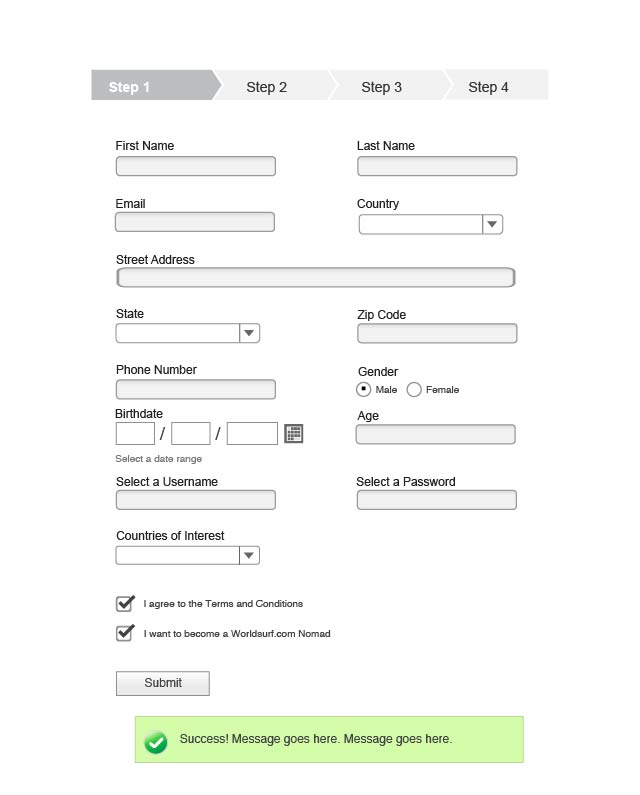 Step 1 Step 2 Step 3 Step 4
First Name Last Name
Email Country
Street Address
State Zip Code
Phone Number Gender
Male Female
Birthdate Age
/ /
Select a date range
Select a Username Select a Password
Countries of Interest
I agree to the Terms and Conditions
I want to become a Worldsurf.com Nomad
Submit
Success! Message goes here. Message goes here.